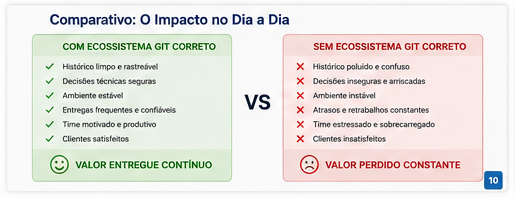 Comparativo: O Impacto no Dia a Dia
COM ECOSSISTEMA GIT CORRETO
Histórico limpo e rastreável
Decisões técnicas seguras
Ambiente estável
Entregas frequentes e confiáveis
Time motivado e produtivo
Clientes satisfeitos
VALOR ENTREGUE CONTÍNUO
VS
SEM ECOSSISTEMA GIT CORRETO
Histórico poluído e confuso
Decisões inseguras e arriscadas
Ambiente instável
Atrasos e retrabalhos constantes
Time estressado e sobrecarregado
Clientes insatisfeitos
VALOR PERDIDO CONSTANTE
10